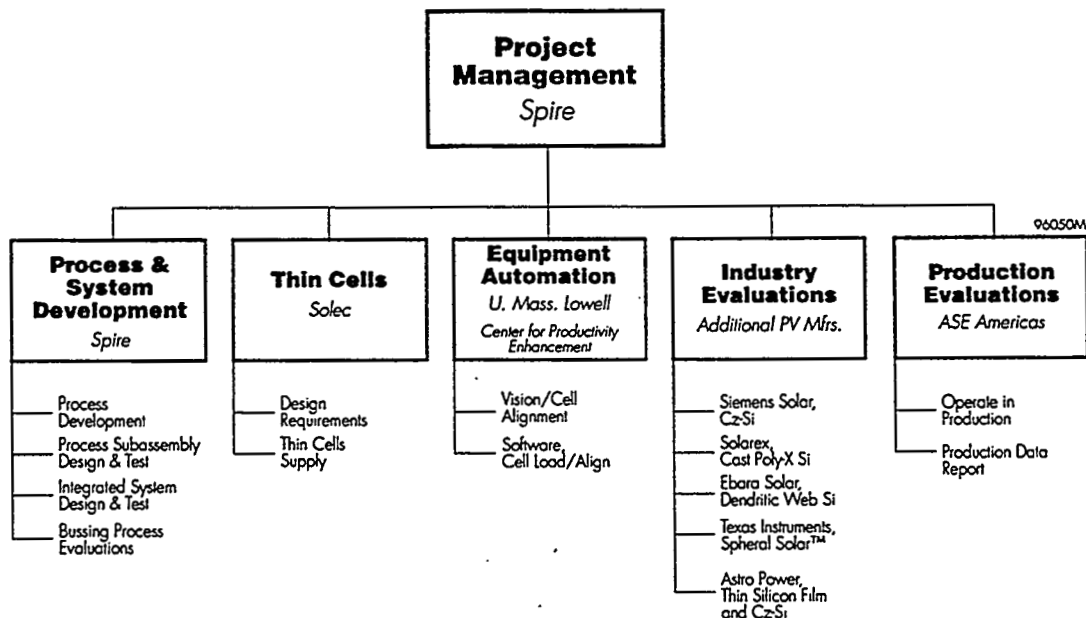 Project
Management
Spire
96050M
Process &
System
Development
Spire
Thin Cells
Solec
Equipment
Automation
U. Mass. Lowell
Center for Productivity
Enhancement
Industry
Evaluations
Additional PV Mfrs.
Production
Evaluations
ASE Americas
Process
Development
Process Subassembly
Design & Test
Integrated System
Design & Test
Bussing Process
Evaluations
Design
Requirements
Thin Cells
Supply
Vision/Cell
Alignment
Software,
Cell Load/Align
Siemens Solar,
Cz-Si
Solarex,
Cast Poly-X Si
Ebara Solar,
Dendritic Web Si
Texas Instruments,
Spheral Solar™
Astro Power,
Thin Silicon Film
and Cz-Si
Operate in
Production
Production Data
Report